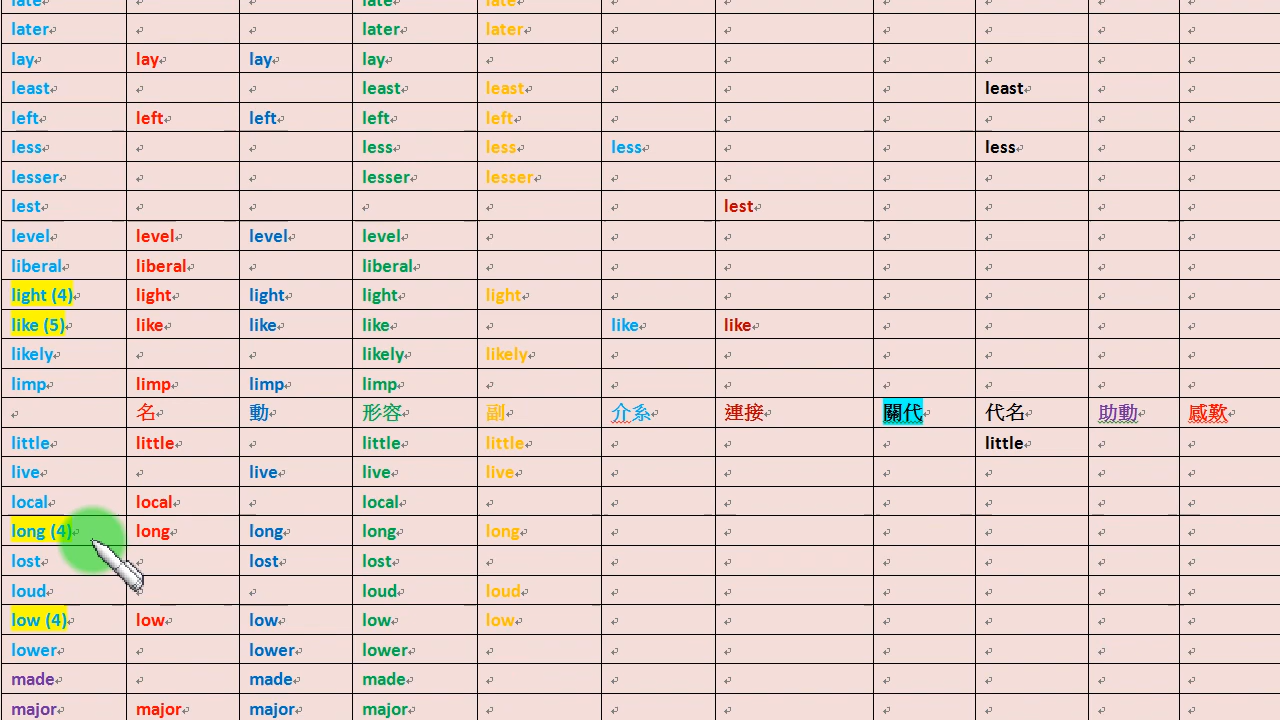 late late late
later later later
lay lay lay lay
least least least least
left left left left left
less less less less less
lesser lesser lesser
lest lest
level level level level
liberal liberal liberal
light (4) light light light light
like (5) like like like like like
likely likely likely
limp limp limp limp
名 動 形容 副 介系 連接 關代 代名 助動 感歎
little little little little little
live live live live
local local local
long (4) long long long long
lost lost lost
loud loud loud
low (4) low low low low
lower lower lower
made made made
major major major major